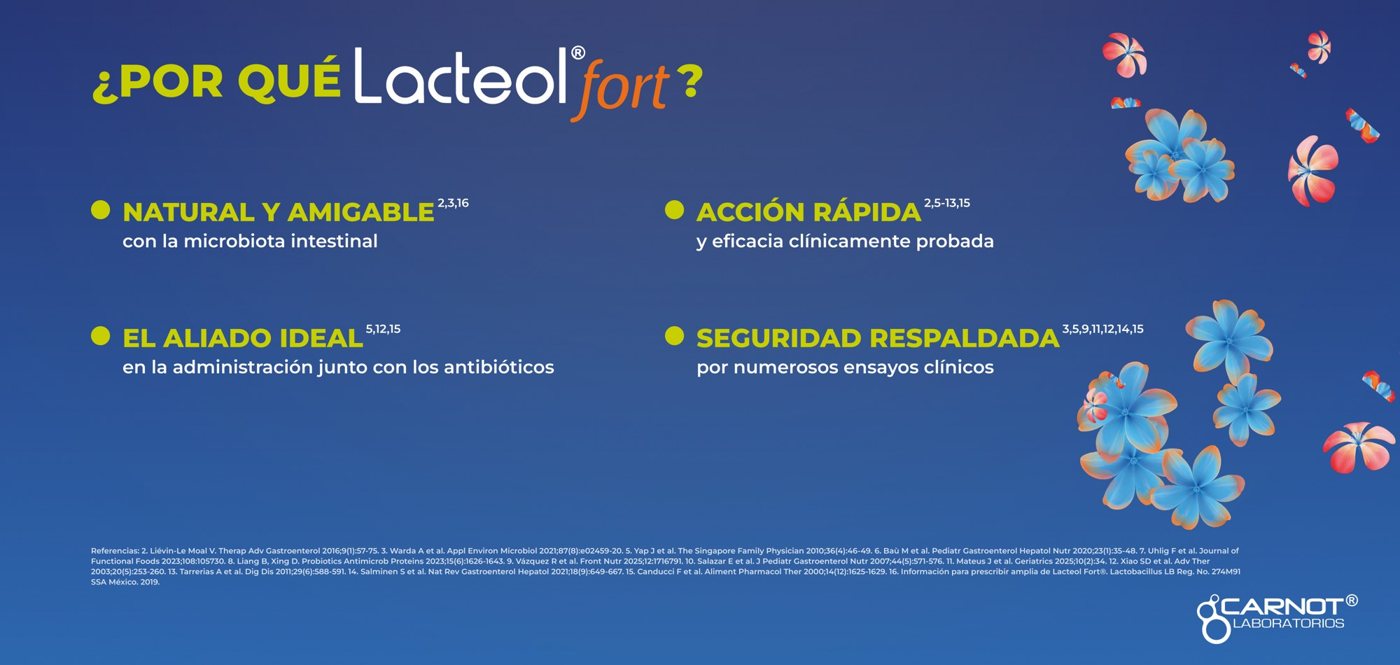 ¿POR QUÉ Lacteol® fort?
NATURAL Y AMIGABLE 2,3,16
con la microbiota intestinal
ACCIÓN RÁPIDA 2,5-13,15
y eficacia clínicamente probada
EL ALIADO IDEAL 5,12,15
en la administración junto con los antibióticos
SEGURIDAD RESPALDADA 3,5,9,11,12,14,15
por numerosos ensayos clínicos
Referencias: 2. Liévin-Le Moal V. Therap Adv Gastroenterol 2016;9(1):57-75. 3. Warda A et al. Appl Environ Microbiol 2021;87(8):e02459-20. 5. Yap J et al. The Singapore Family Physician 2010;36(4):46-49. 6. Baù M et al. Pediatr Gastroenterol Hepatol Nutr 2020;23(1):35-48. 7. Uhlig F et al. Journal of
Functional Foods 2023;108:105730. 8. Liang B, Xing D. Probiotics Antimicrob Proteins 2023;15(6):1626-1643. 9. Vázquez R et al. Front Nutr 2025;12:1716791. 10. Salazar E et al. J Pediatr Gastroenterol Nutr 2007;44(5):571-576. 11. Mateus J et al. Geriatrics 2025;10(2):34. 12. Xiao SD et al. Adv Ther
2003;20(5):253-260. 13. Tarrerias A et al. Dig Dis 2011;29(6):588-591. 14. Salminen S et al. Nat Rev Gastroenterol Hepatol 2021;18(9):649-667. 15. Canducci F et al. Aliment Pharmacol Ther 2000;14(12):1625-1629. 16. Información para prescribir amplia de Lacteol Fort®. Lactobacillus LB Reg. No. 274M91
SSA México. 2019.
CARNOT®
LABORATORIOS